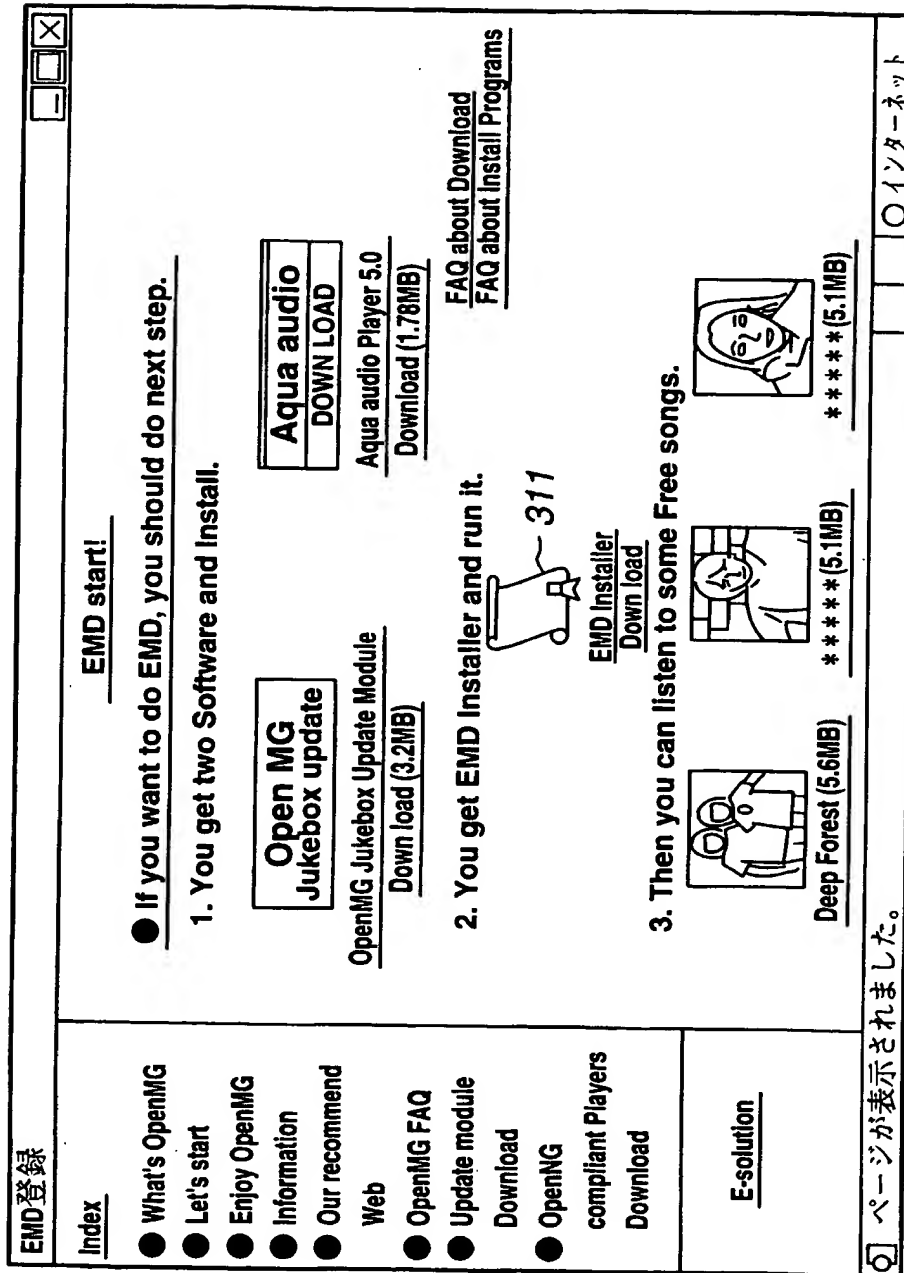 EMD登録
Index
● What's OpenMG
● Let's start
● Enjoy OpenMG
● Information
● Our recommend
Web
● OpenMG FAQ
● Update module
Download
● OpenNG
compliant Players
Download
E-solution
EMD start!
● If you want to do EMD, you should do next step.
1. You get two Software and Install.
Open MG
Jukebox update
OpenMG Jukebox Update Module
Down load (3.2MB)
Aqua audio
DOWN LOAD
Aqua audio Player 5.0
Download (1.78MB)
2. You get EMD Installer and run it.
311
EMD Installer
Down load
FAQ about Download
FAQ about Install Programs
3. Then you can listen to some Free songs.
Deep Forest (5.6MB)
*****(5.1MB)
*****(5.1MB)
ページが表示されました。
インターネット